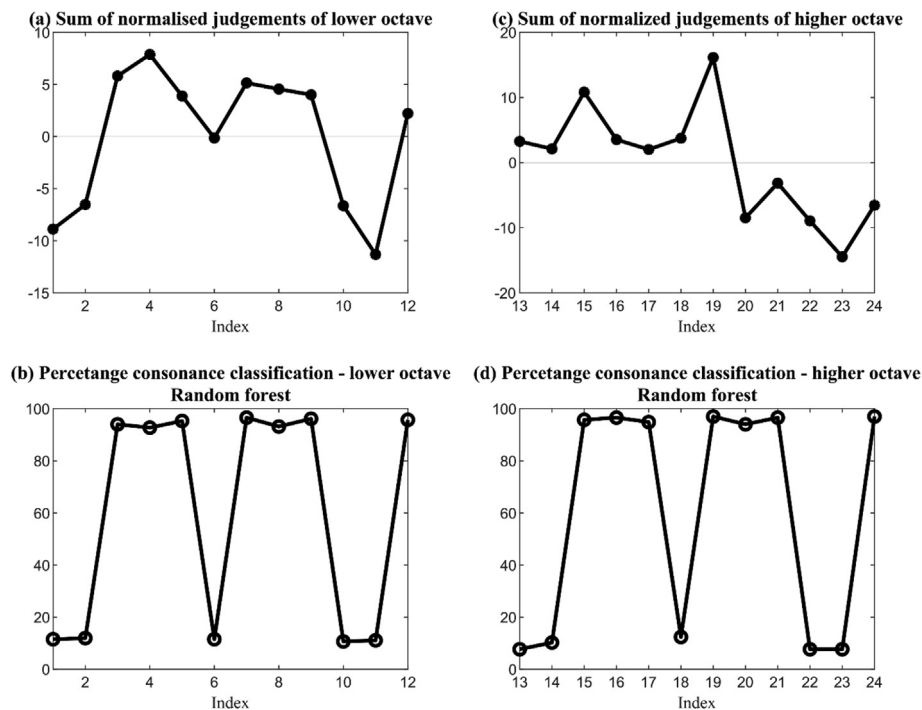 (a) Sum of normalised judgements of lower octave
10
5
0
-5
-10
-15
2 4 6 8 10 12
Index
(c) Sum of normalized judgements of higher octave
20
10
0
-10
-20
13 14 15 16 17 18 19 20 21 22 23 24
Index
(b) Percetange consonance classification - lower octave
Random forest
100
80
60
40
20
0
2 4 6 8 10 12
Index
(d) Percetange consonance classification - higher octave
Random forest
100
80
60
40
20
0
13 14 15 16 17 18 19 20 21 22 23 24
Index